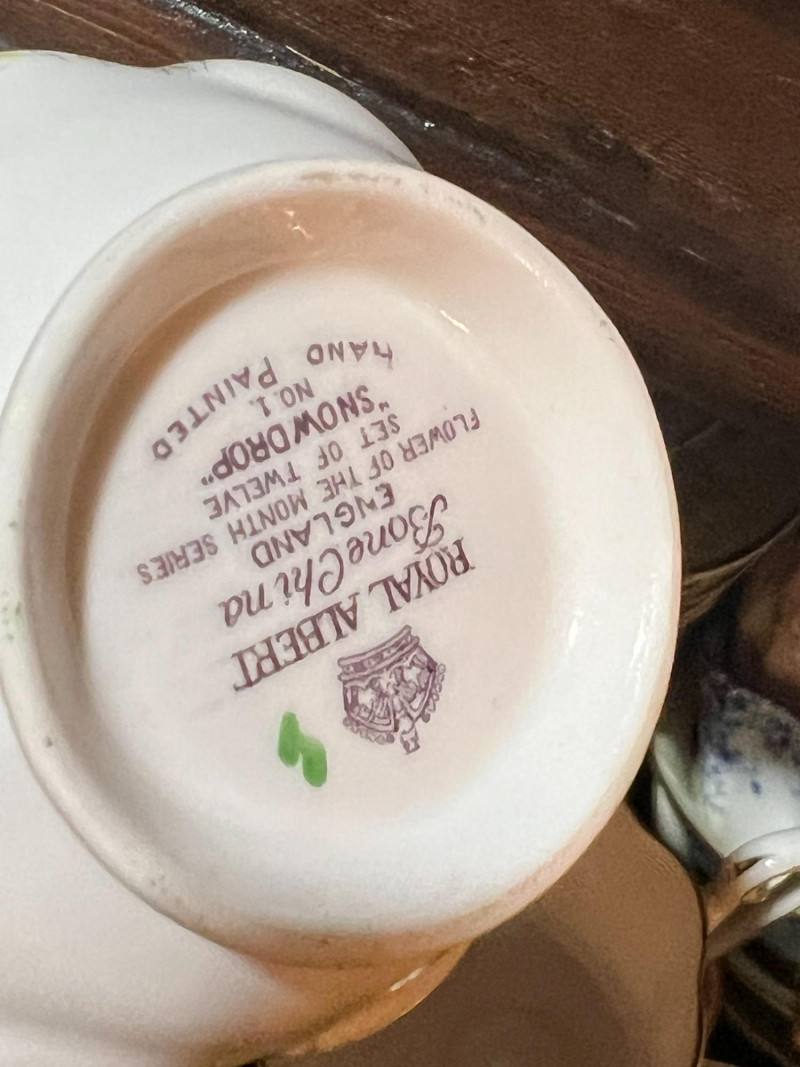 ROYAL ALBERT
Bone China
ENGLAND
FLOWER OF THE MONTH SERIES
SET OF TWELVE
"SNOWDROP"
NO. 1.
HAND PAINTED